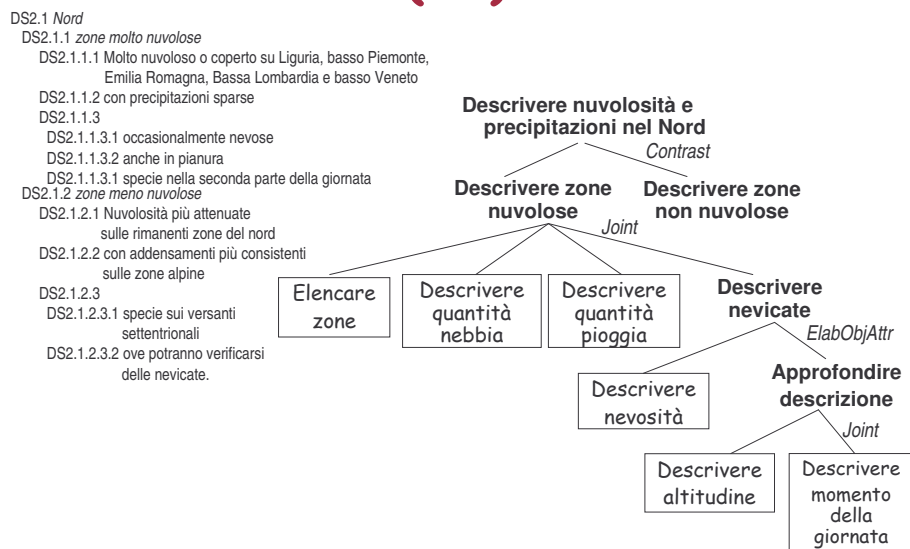 DS2.1 Nord
DS2.1.1 zone molto nuvolose
DS2.1.1.1 Molto nuvoloso o coperto su Liguria, basso Piemonte,
Emilia Romagna, Bassa Lombardia e basso Veneto
DS2.1.1.2 con precipitazioni sparse
DS2.1.1.3
DS2.1.1.3.1 occasionalmente nevose
DS2.1.1.3.2 anche in pianura
DS2.1.1.3.1 specie nella seconda parte della giornata
DS2.1.2 zone meno nuvolose
DS2.1.2.1 Nuvolosità più attenuate
sulle rimanenti zone del nord
DS2.1.2.2 con addensamenti più consistenti
sulle zone alpine
DS2.1.2.3
DS2.1.2.3.1 specie sui versanti
settentrionali
DS2.1.2.3.2 ove potranno verificarsi
delle nevicate.
Descrivere nuvolosità e
precipitazioni nel Nord
Contrast
Descrivere zone
nuvolose
Descrivere zone
non nuvolose
Joint
Elencare
zone
Descrivere
quantità
nebbia
Descrivere
quantità
pioggia
Descrivere
nevicate
ElabObjAttr
Descrivere
nevosità
Approfondire
descrizione
Joint
Descrivere
altitudine
Descrivere
momento
della
giornata